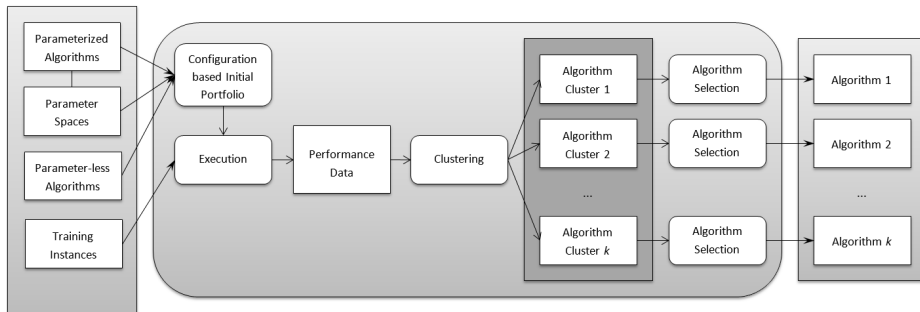 Parameterized
Algorithms
Parameter
Spaces
Parameter-less
Algorithms
Training
Instances
Configuration
based Initial
Portfolio
Execution
Performance
Data
Clustering
Algorithm
Cluster 1
Algorithm
Cluster 2
...
Algorithm
Cluster k
Algorithm
Selection
Algorithm
Selection
Algorithm
Selection
Algorithm 1
Algorithm 2
...
Algorithm k